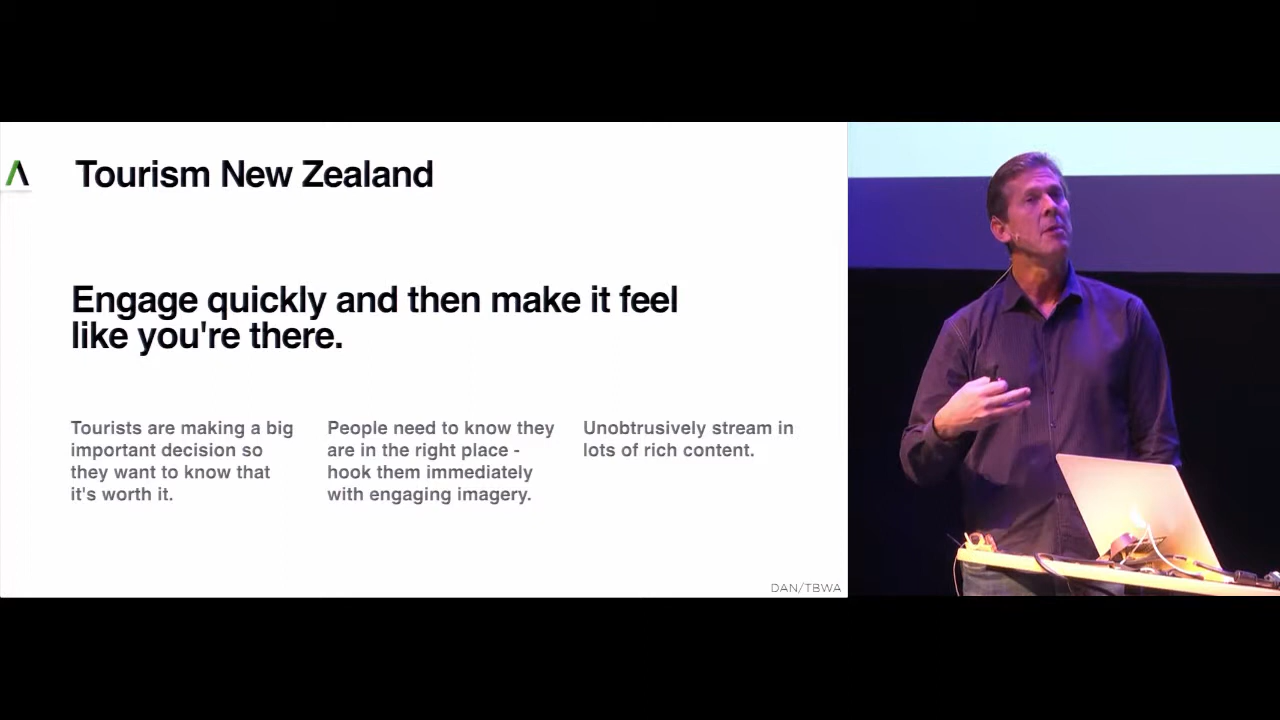 Tourism New Zealand
Engage quickly and then make it feel
like you're there.
Tourists are making a big
important decision so
they want to know that
it's worth it.
People need to know they
are in the right place -
hook them immediately
with engaging imagery.
Unobtrusively stream in
lots of rich content.
DAN/TBWA